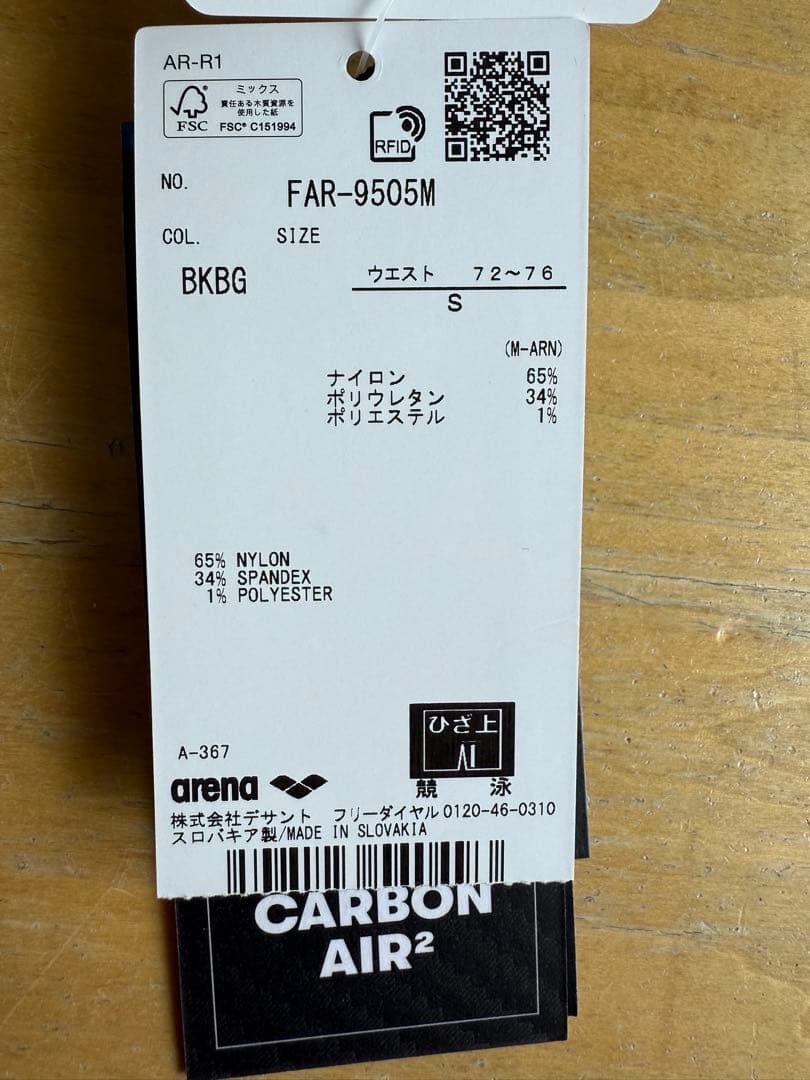 AR-R1
FSC
ミックス
責任ある木質資源を
使用した紙
FSC® C151994
RFID
NO.
FAR-9505M
COL.
SIZE
BKBG
ウエスト 72〜76
S
(M-ARN)
ナイロン 65%
ポリウレタン 34%
ポリエステル 1%
65% NYLON
34% SPANDEX
1% POLYESTER
ひざ上
競 泳
A-367
arena
株式会社デサント フリーダイヤル 0120-46-0310
スロバキア製/MADE IN SLOVAKIA
CARBON
AIR²